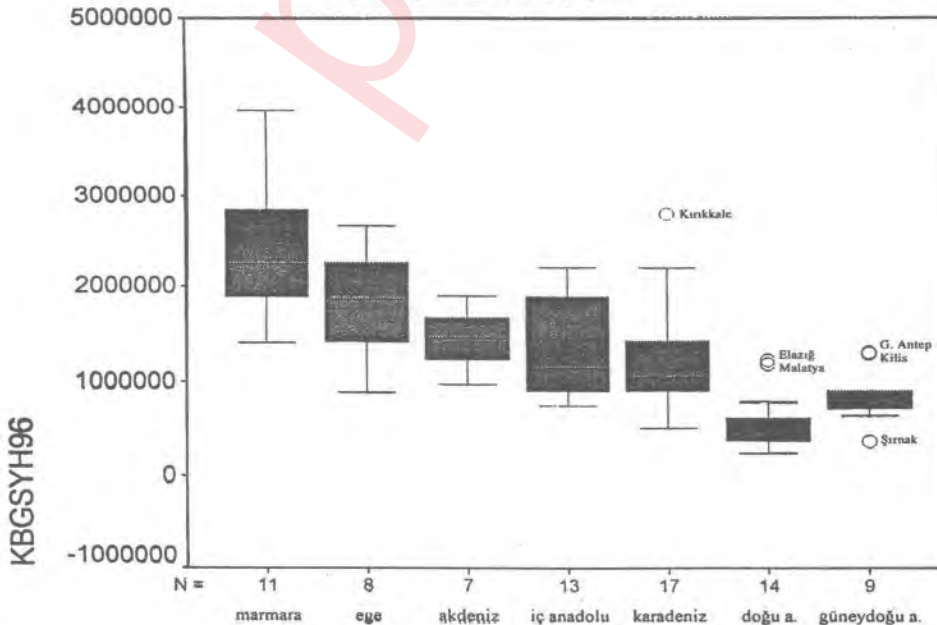 5000000
4000000
3000000
2000000
1000000
0
-1000000
KBGSYH96
Kırıkkale
Elazığ
Malatya
G. Antep
Kilis
Şırnak
N = 11 8 7 13 17 14 9
marmara ege akdeniz iç anadolu karadeniz doğu a. güneydoğu a.